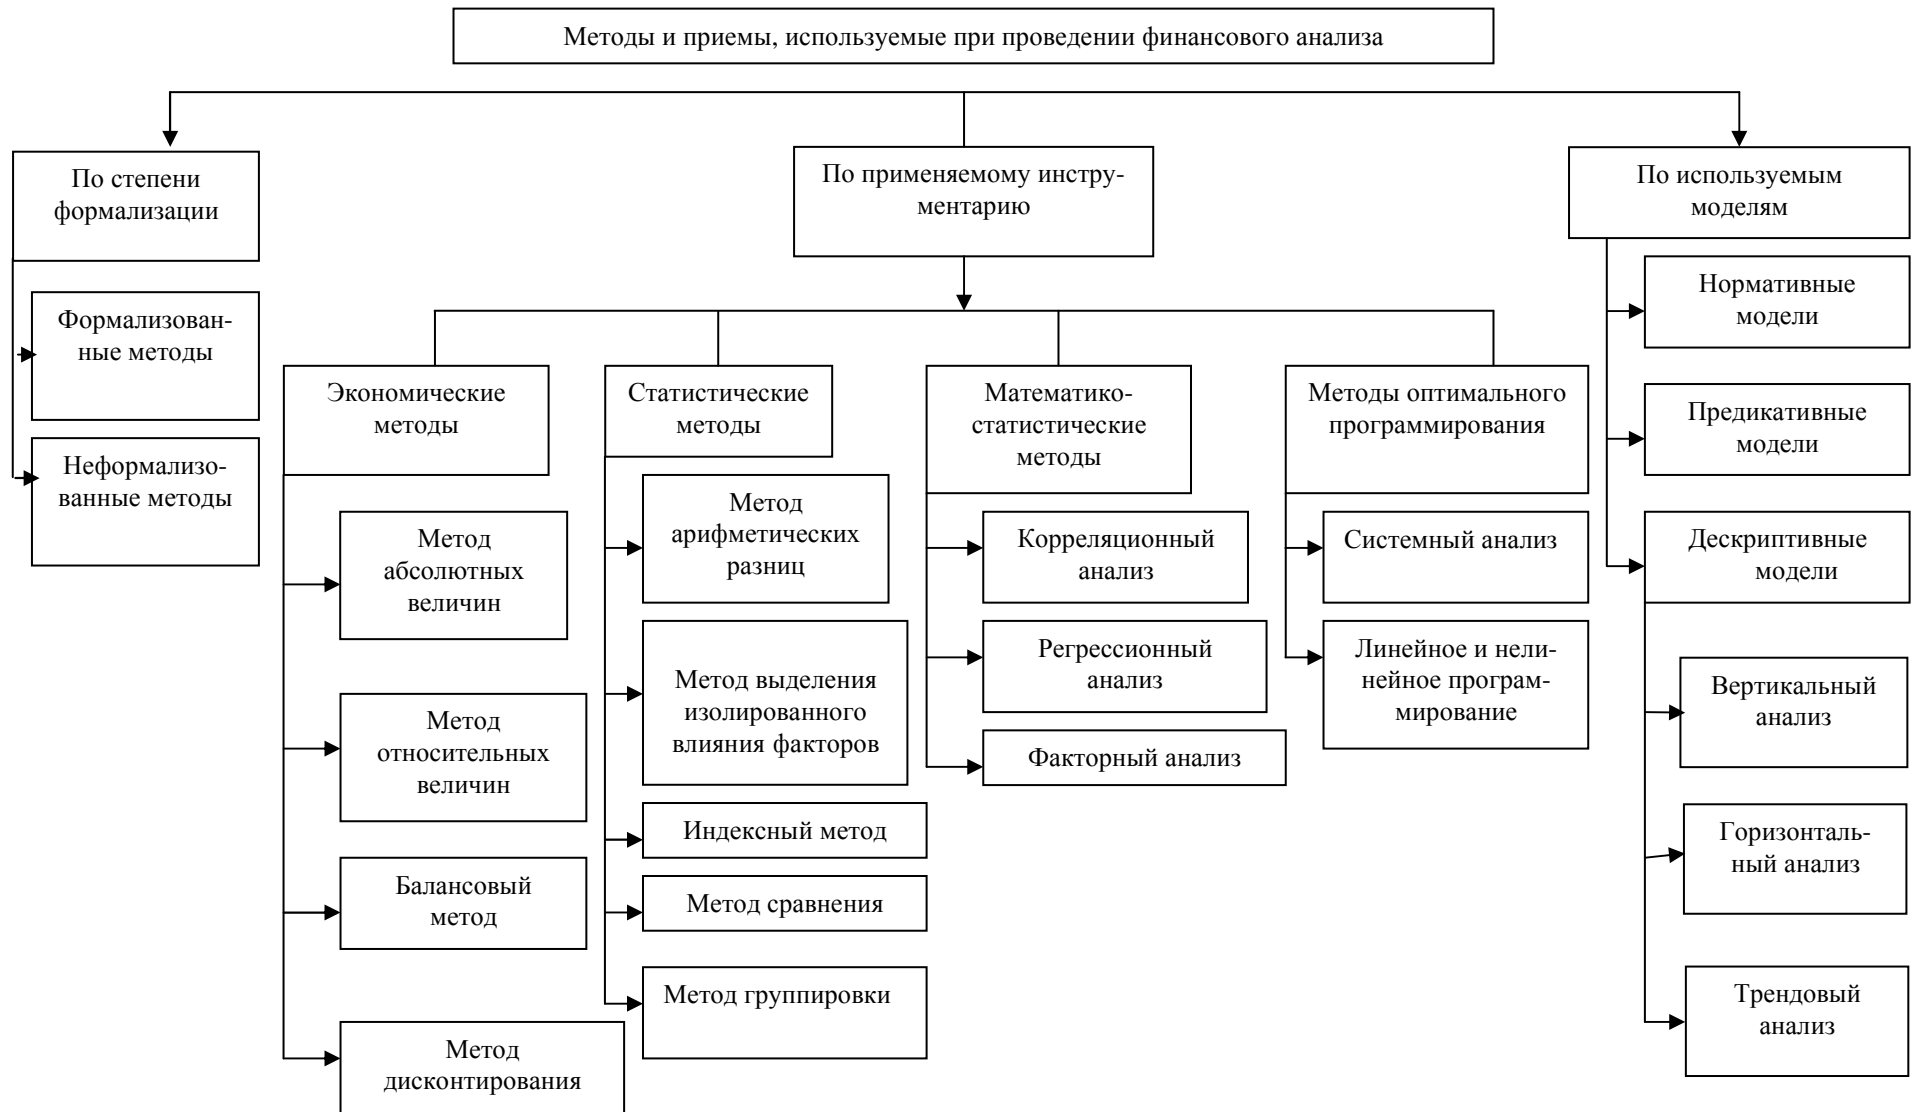 Методы и приемы, используемые при проведении финансового анализа
По степени
формализации
Формализован-
ные методы
Неформализо-
ванные методы
По применяемому инстру-
ментарию
Экономические
методы
Метод
абсолютных
величин
Метод
относительных
величин
Балансовый
метод
Метод
дисконтирования
Статистические
методы
Метод
арифметических
разниц
Метод выделения
изолированного
влияния факторов
Индексный метод
Метод сравнения
Метод группировки
Математико-
статистические
методы
Корреляционный
анализ
Регрессионный
анализ
Факторный анализ
Методы оптимального
программирования
Системный анализ
Линейное и нели-
нейное програм-
мирование
По используемым
моделям
Нормативные
модели
Предикативные
модели
Дескриптивные
модели
Вертикальный
анализ
Горизонталь-
ный анализ
Трендовый
анализ